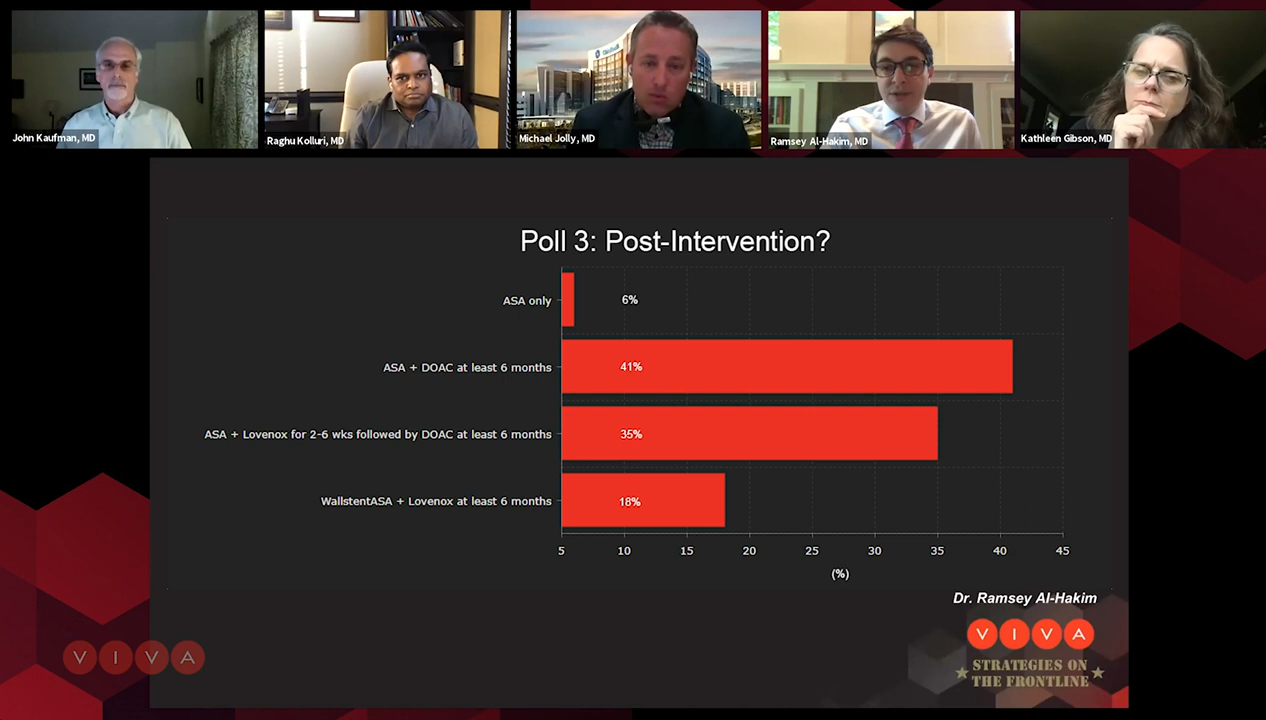 John Kaufman, MD
Raghu Kolluri, MD
Michael Jolly, MD
Ramsey Al-Hakim, MD
Kathleen Gibson, MD
Poll 3: Post-Intervention?
ASA only
6%
ASA + DOAC at least 6 months
41%
ASA + Lovenox for 2-6 wks followed by DOAC at least 6 months
35%
WallstentASA + Lovenox at least 6 months
18%
5 10 15 20 25 30 35 40 45
(%)
Dr. Ramsey Al-Hakim
VIVA
STRATEGIES ON
THE FRONTLINE
VIVA